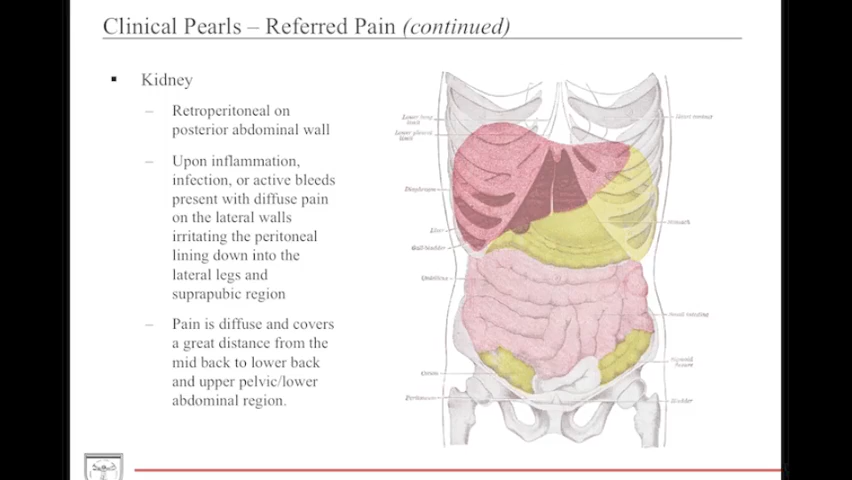 Clinical Pearls – Referred Pain (continued)
▪ Kidney
– Retroperitoneal on
posterior abdominal wall
– Upon inflammation,
infection, or active bleeds
present with diffuse pain
on the lateral walls
irritating the peritoneal
lining down into the
lateral legs and
suprapubic region
– Pain is diffuse and covers
a great distance from the
mid back to lower back
and upper pelvic/lower
abdominal region.
Diaphragm
Liver
Gall-bladder
Umbilicus
Stomach
Bladder